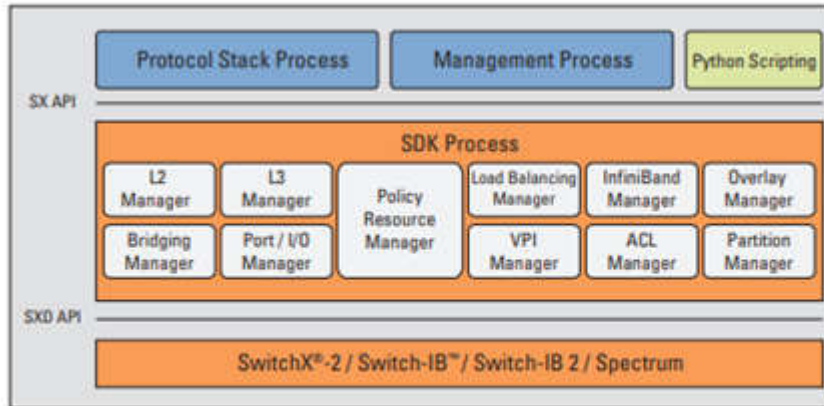 Protocol Stack Process Management Process Python Scripting
SX API
SDK Process
L2 L3 Load Balancing InfiniBand Overlay
Manager Manager Policy Manager Manager Manager
Resource
Bridging Port / I/O Manager VPI ACL Partition
Manager Manager Manager Manager Manager
SXD API
SwitchX®-2 / Switch-IB™/ Switch-IB 2 / Spectrum